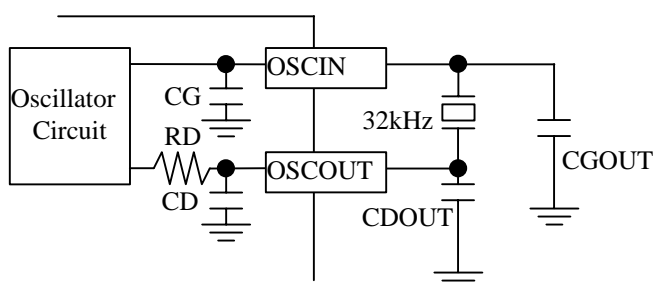 OSCIN
Oscillator
Circuit
CG
32kHz
RD
CGOUT
OSCOUT
CD
CDOUT